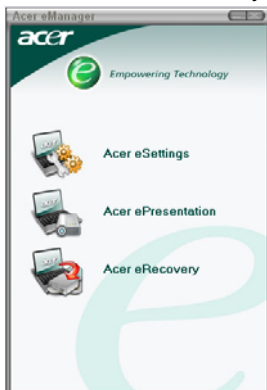 Acer eManager
acer
e Empowering Technology
Acer eSettings
Acer ePresentation
Acer eRecovery